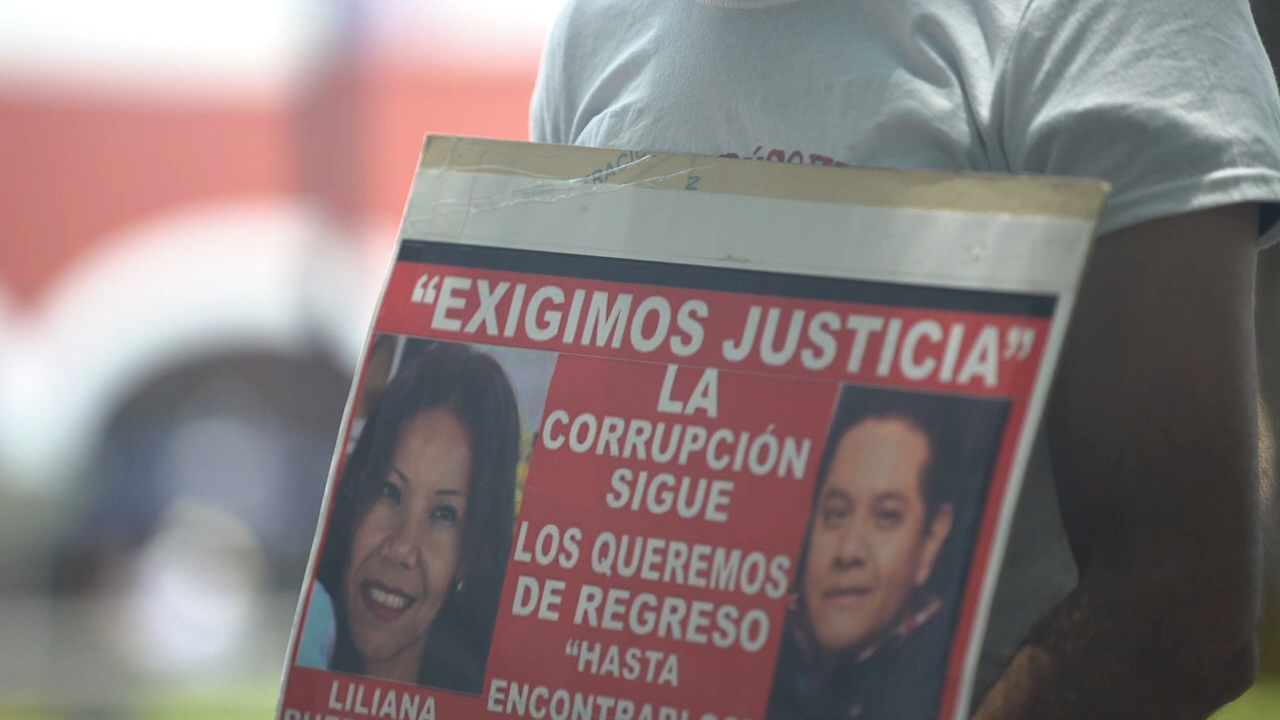 “EXIGIMOS JUSTICIA”
LA
CORRUPCIÓN
SIGUE
LOS QUEREMOS
DE REGRESO
“HASTA
LILIANA